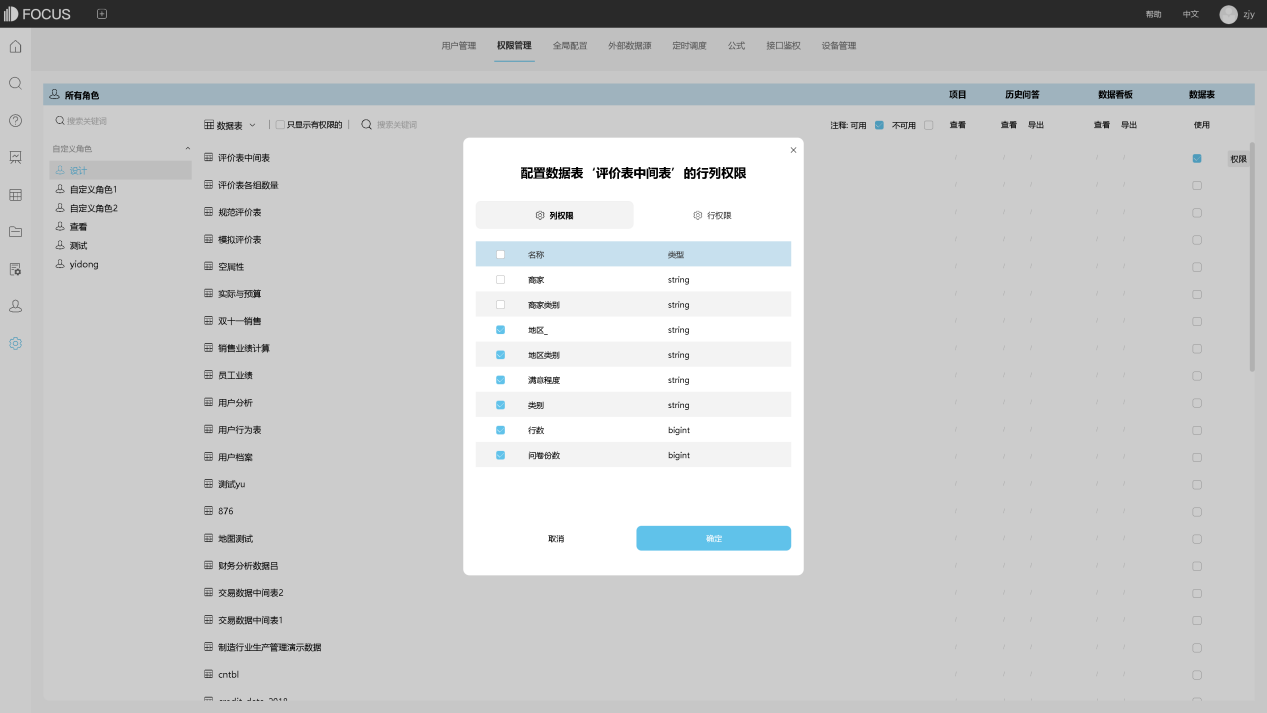 FOCUS
帮助 中文 zjy
用户管理 权限管理 全局配置 外部数据源 定时调度 公式 接口鉴权 设备管理
所有角色 项目 历史问答 数据看板 数据表
搜索关键词 数据表 只显示有权限的 搜索关键词 注释: 可用 不可用 查看 查看 导出 查看 导出 使用
自定义角色
设计
自定义角色1
自定义角色2
查看
测试
yidong
评价表中间表 权限
评价表各组数量
规范评价表
模拟评价表
空属性
实际与预算
双十一销售
销售业绩计算
员工业绩
用户分析
用户行为表
用户档案
测试yu
876
地图测试
财务分析数据吕
交易数据中间表2
交易数据中间表1
制造行业生产管理演示数据
cntbl
credit_data_2018
配置数据表‘评价表中间表’的行列权限
列权限 行权限
名称 类型
商家 string
商家类别 string
地区_ string
地区类别 string
满意程度 string
类别 string
行数 bigint
问卷份数 bigint
取消 确定